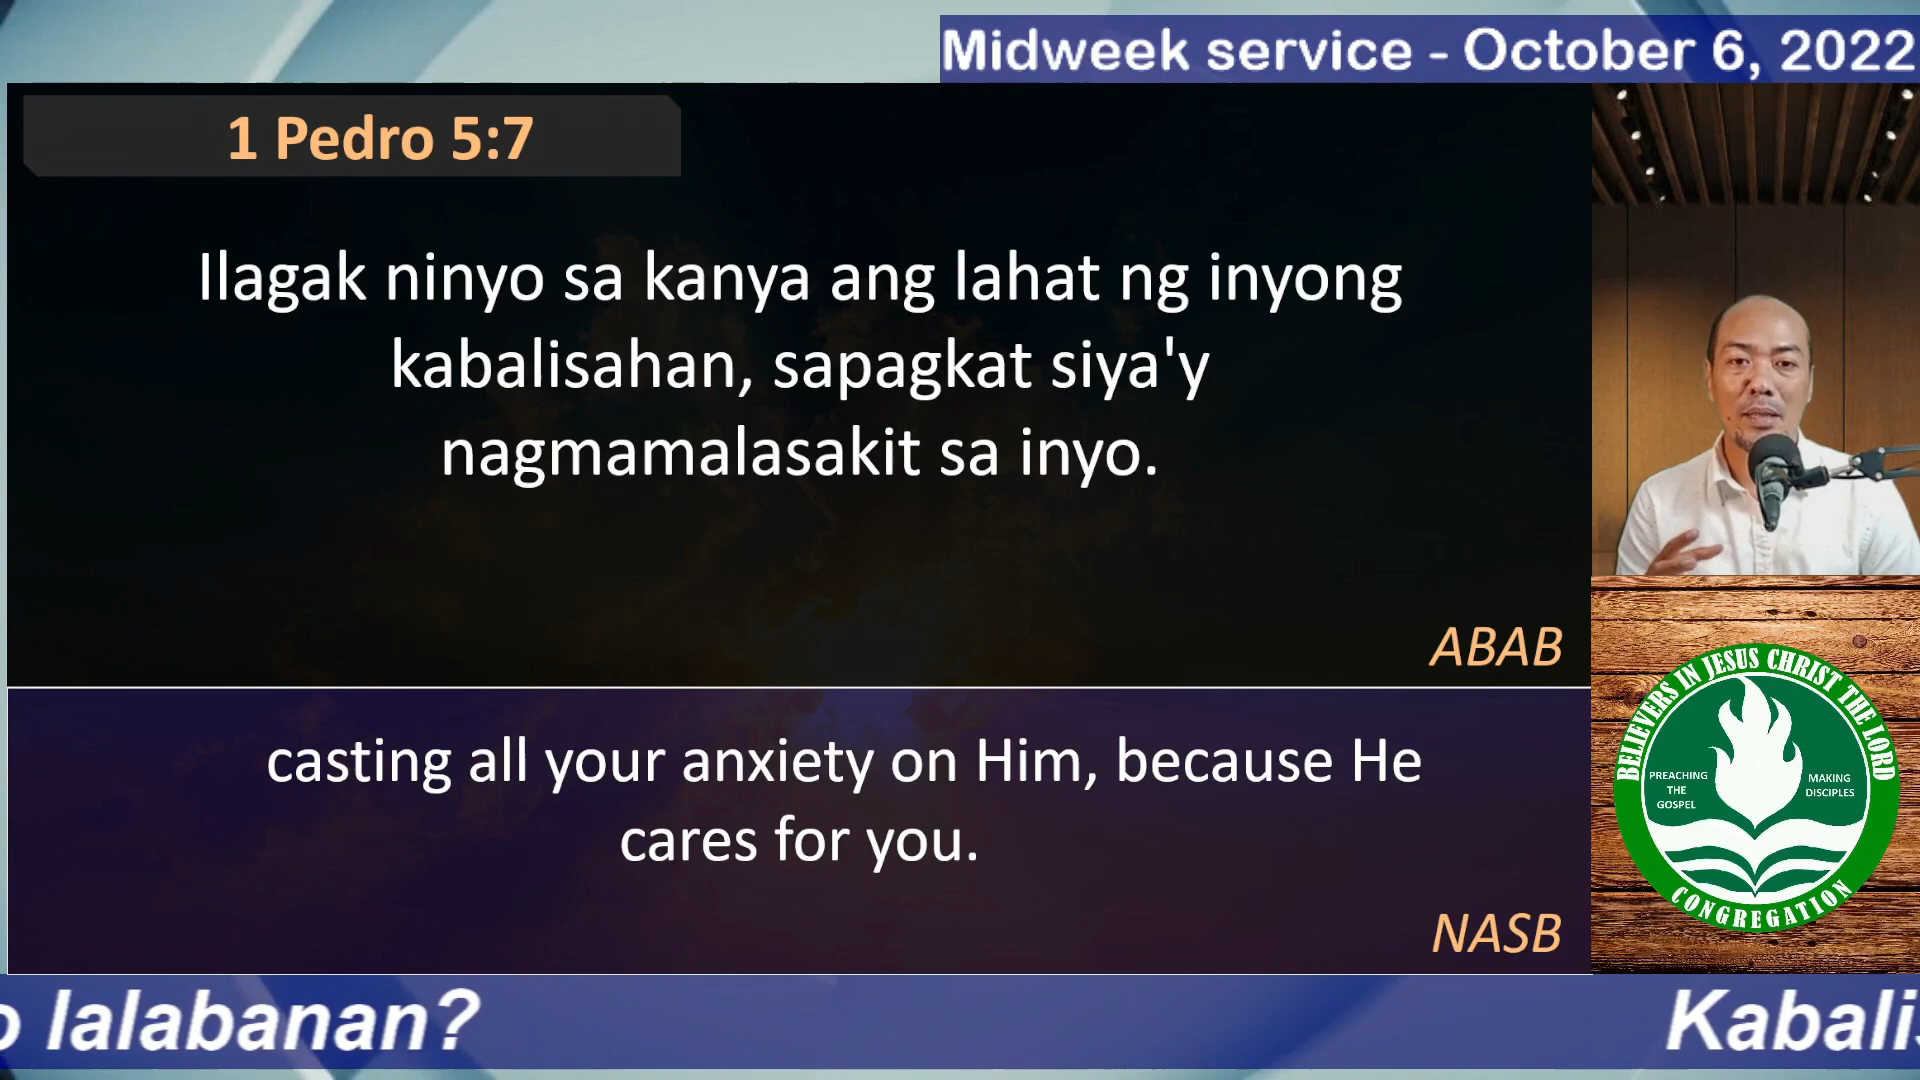 Midweek service - October 6, 2022
1 Pedro 5:7
Ilagak ninyo sa kanya ang lahat ng inyong
kabalisahan, sapagkat siya'y
nagmamalasakit sa inyo.
ABAB
casting all your anxiety on Him, because He
cares for you.
NASB
BELIEVERS IN JESUS CHRIST THE LORD
PREACHING
THE
GOSPEL
MAKING
DISCIPLES
CONGREGATION
o lalabanan?
Kabalis